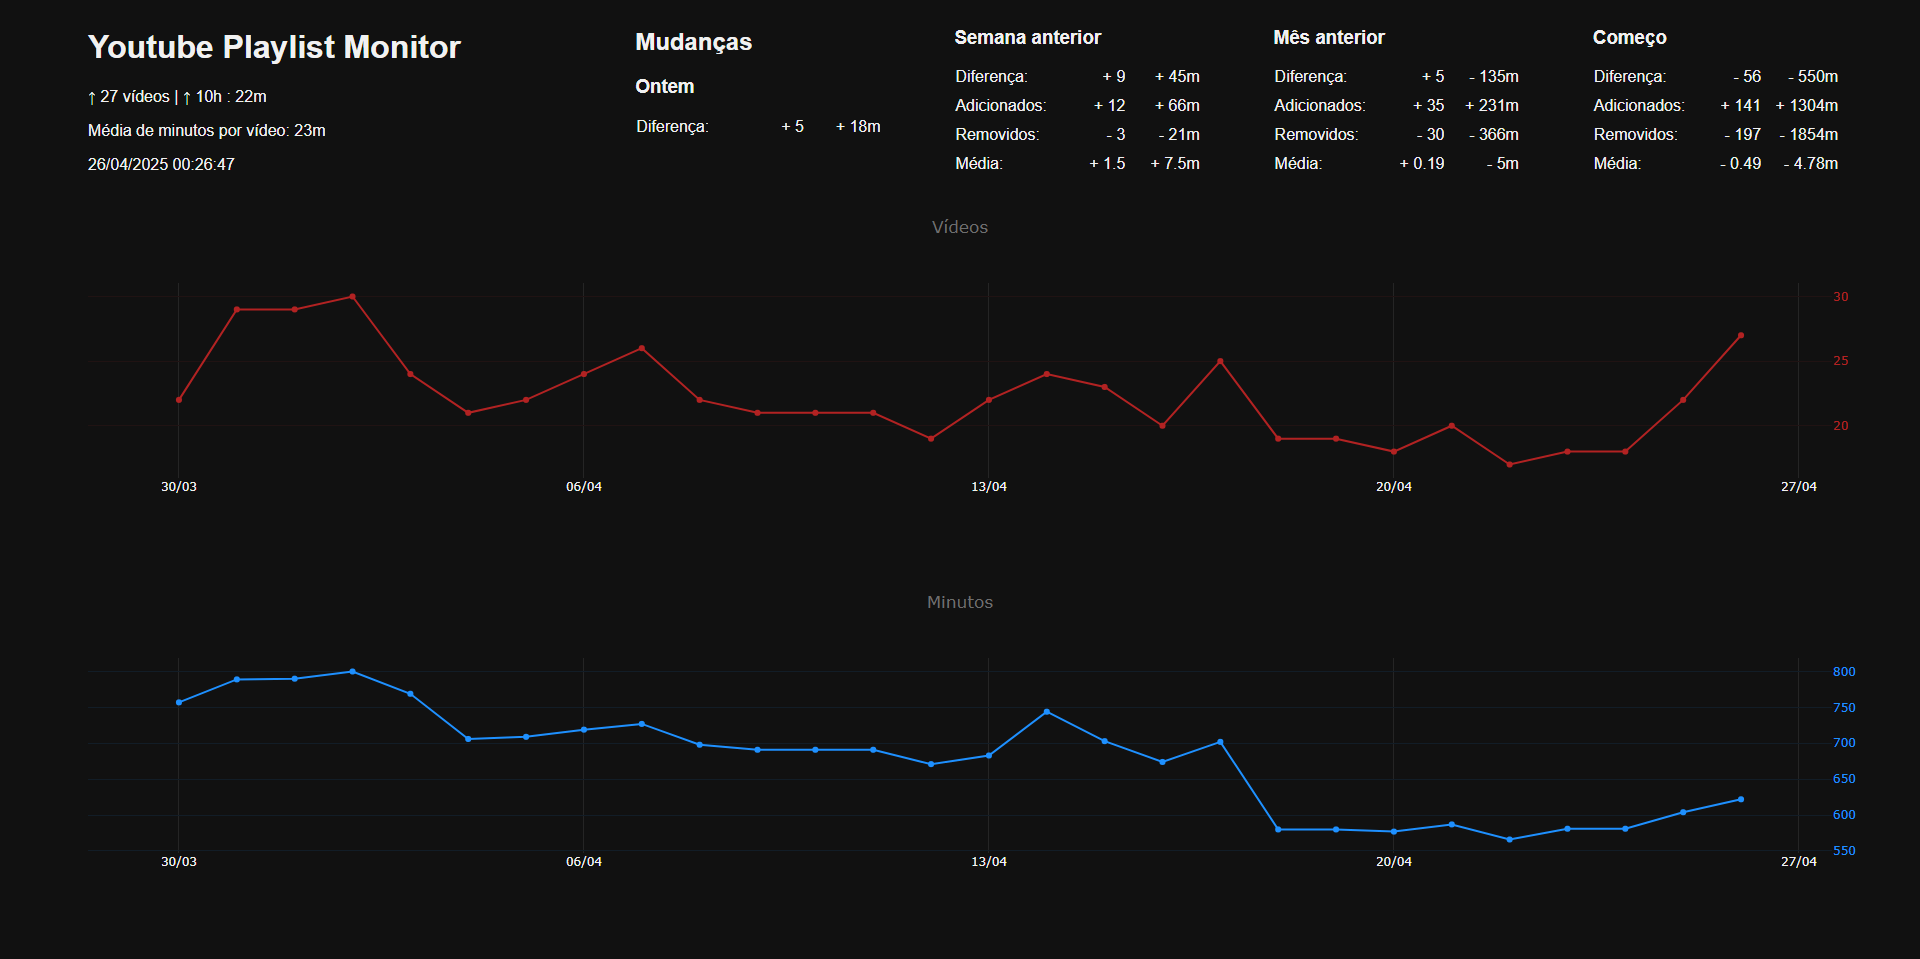 Youtube Playlist Monitor
↑ 27 vídeos | ↑ 10h : 22m
Média de minutos por vídeo: 23m
26/04/2025 00:26:47
Mudanças
Ontem
Diferença: + 5 + 18m
Semana anterior
Diferença: + 9 + 45m
Adicionados: + 12 + 66m
Removidos: - 3 - 21m
Média: + 1.5 + 7.5m
Mês anterior
Diferença: + 5 - 135m
Adicionados: + 35 + 231m
Removidos: - 30 - 366m
Média: + 0.19 - 5m
Começo
Diferença: - 56 - 550m
Adicionados: + 141 + 1304m
Removidos: - 197 - 1854m
Média: - 0.49 - 4.78m
Vídeos
30
25
20
30/03 06/04 13/04 20/04 27/04
Minutos
800
750
700
650
600
550
30/03 06/04 13/04 20/04 27/04